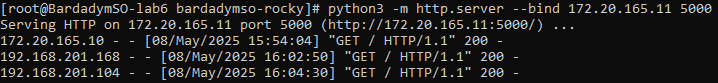 [root@BardadymSO-lab6 bardadymso-rocky]# python3 -m http.server --bind 172.20.165.11 5000
Serving HTTP on 172.20.165.11 port 5000 (http://172.20.165.11:5000/) ...
172.20.165.10 - - [08/May/2025 15:54:04] "GET / HTTP/1.1" 200 -
192.168.201.168 - - [08/May/2025 16:02:50] "GET / HTTP/1.1" 200 -
192.168.201.104 - - [08/May/2025 16:04:30] "GET / HTTP/1.1" 200 -